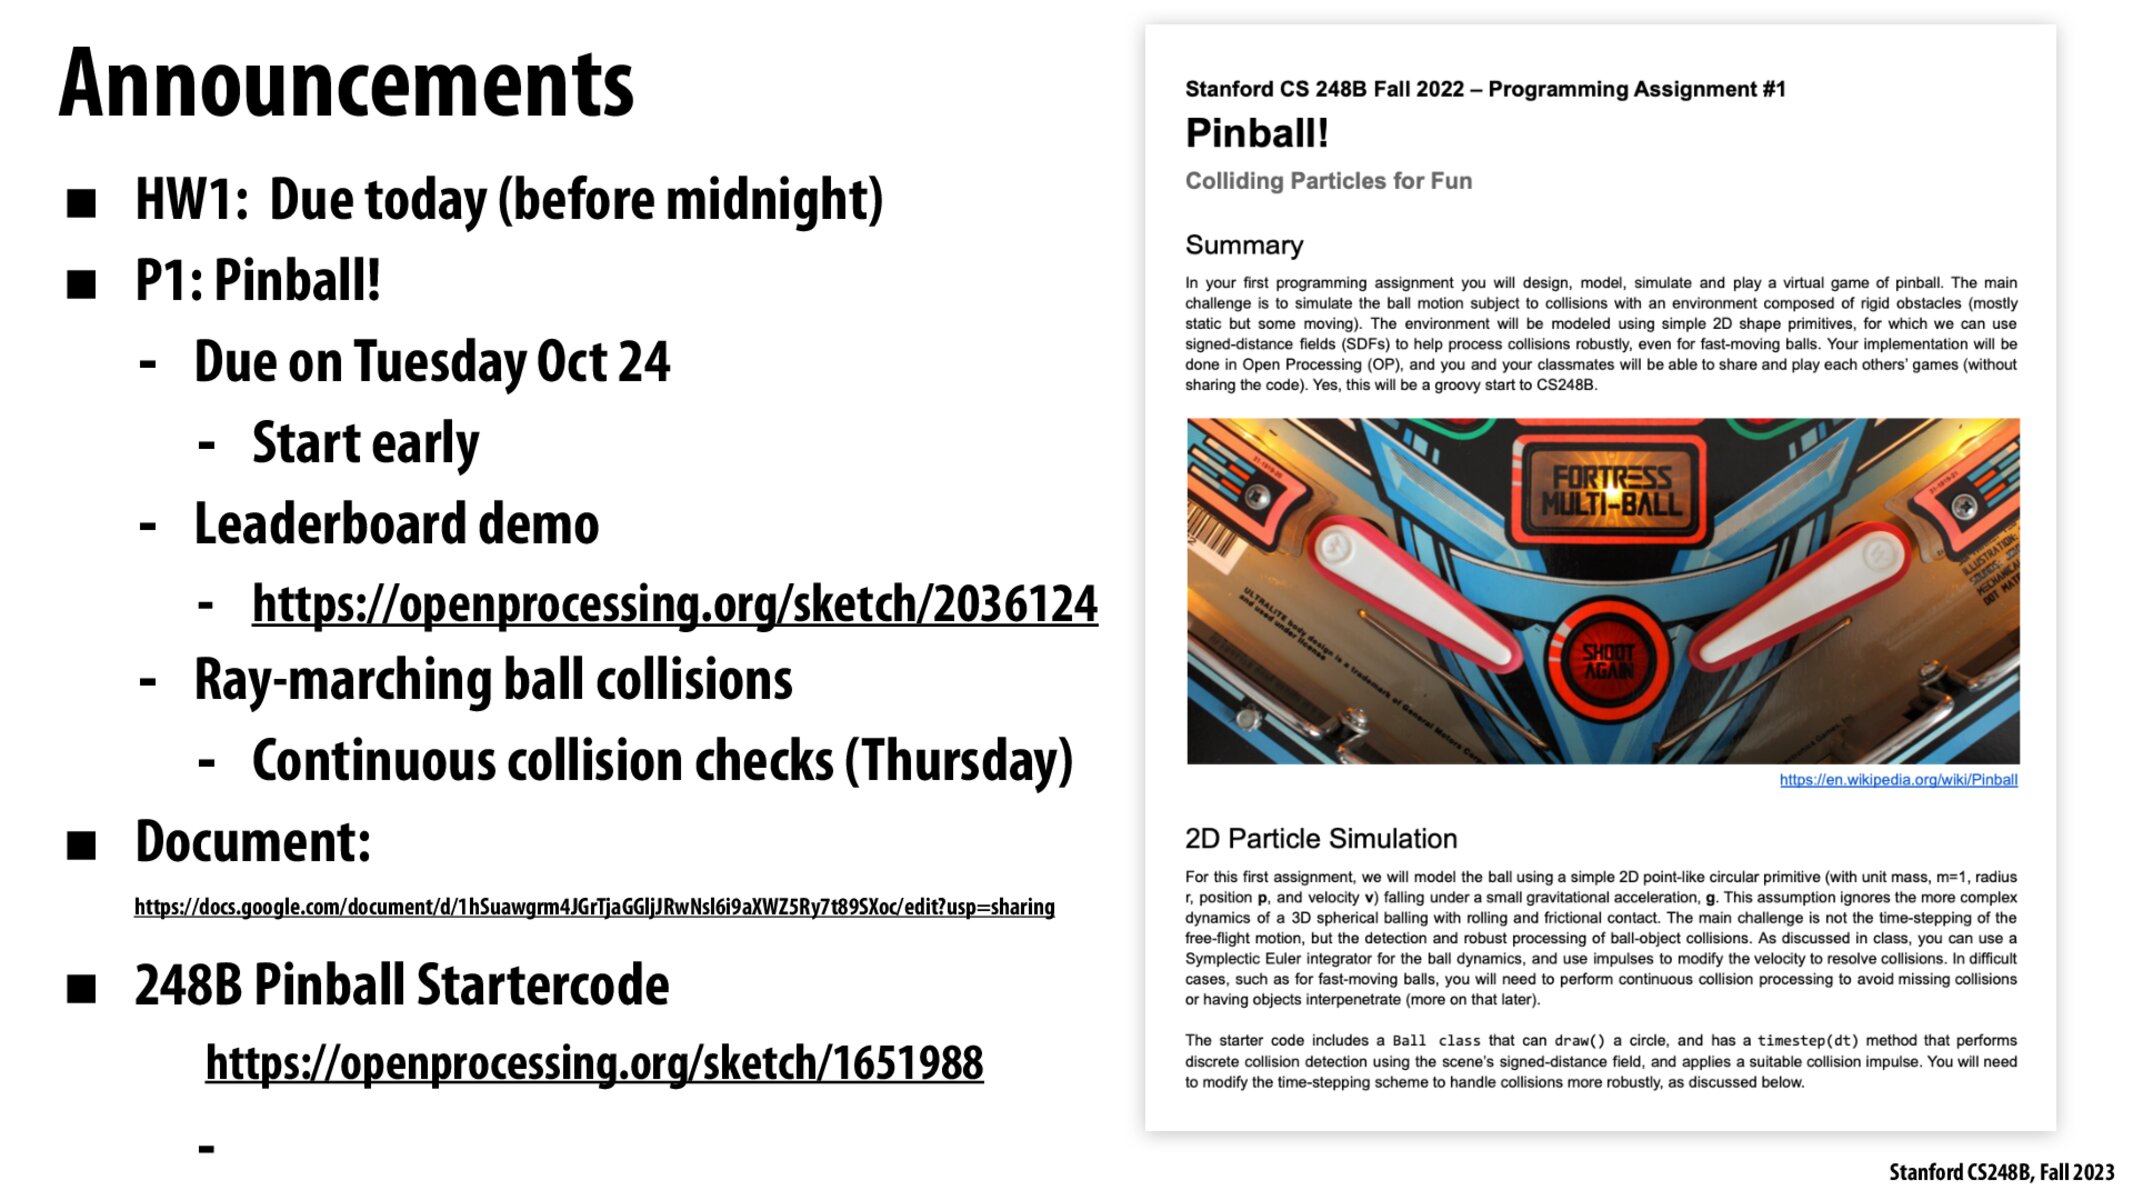 Announcements
■ HW1: Due today (before midnight)
■ P1: Pinball!
- Due on Tuesday Oct 24
- Start early
- Leaderboard demo
- https://openprocessing.org/sketch/2036124
- Ray-marching ball collisions
- Continuous collision checks (Thursday)
■ Document:
https://docs.google.com/document/d/1hSuawgrm4JGrTjaGGljJRwNsl6i9aXWZ5Ry7t89SXoc/edit?usp=sharing
■ 248B Pinball Startercode
https://openprocessing.org/sketch/1651988
-
Stanford CS 248B Fall 2022 – Programming Assignment #1
Pinball!
Colliding Particles for Fun
Summary
In your first programming assignment you will design, model, simulate and play a virtual game of pinball. The main
challenge is to simulate the ball motion subject to collisions with an environment composed of rigid obstacles (mostly
static but some moving). The environment will be modeled using simple 2D shape primitives, for which we can use
signed-distance fields (SDFs) to help process collisions robustly, even for fast-moving balls. Your implementation will be
done in Open Processing (OP), and you and your classmates will be able to share and play each others' games (without
sharing the code). Yes, this will be a groovy start to CS248B.
FORTRESS
MULTI-BALL
ULTRALITE body design is a trademark of General Motors
and used under license
SHOOT
AGAIN
ILLUSTRATION:
https://en.wikipedia.org/wiki/Pinball
2D Particle Simulation
For this first assignment, we will model the ball using a simple 2D point-like circular primitive (with unit mass, m=1, radius
r, position p, and velocity v) falling under a small gravitational acceleration, g. This assumption ignores the more complex
dynamics of a 3D spherical balling with rolling and frictional contact. The main challenge is not the time-stepping of the
free-flight motion, but the detection and robust processing of ball-object collisions. As discussed in class, you can use a
Symplectic Euler integrator for the ball dynamics, and use impulses to modify the velocity to resolve collisions. In difficult
cases, such as for fast-moving balls, you will need to perform continuous collision processing to avoid missing collisions
or having objects interpenetrate (more on that later).
The starter code includes a Ball class that can draw() a circle, and has a timestep(dt) method that performs
discrete collision detection using the scene's signed-distance field, and applies a suitable collision impulse. You will need
to modify the time-stepping scheme to handle collisions more robustly, as discussed below.
Stanford CS248B, Fall 2023